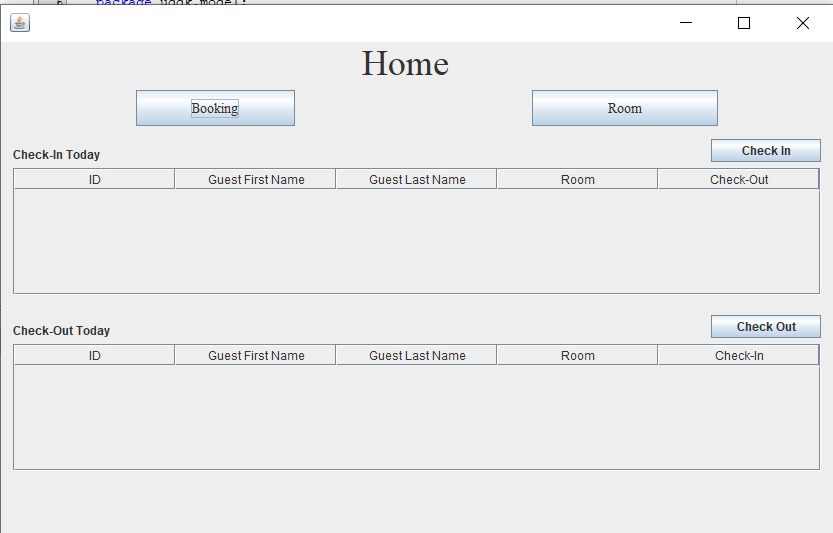 package uddk.model;
Home
Booking Room
Check-In Today Check In
ID Guest First Name Guest Last Name Room Check-Out
Check-Out Today Check Out
ID Guest First Name Guest Last Name Room Check-In